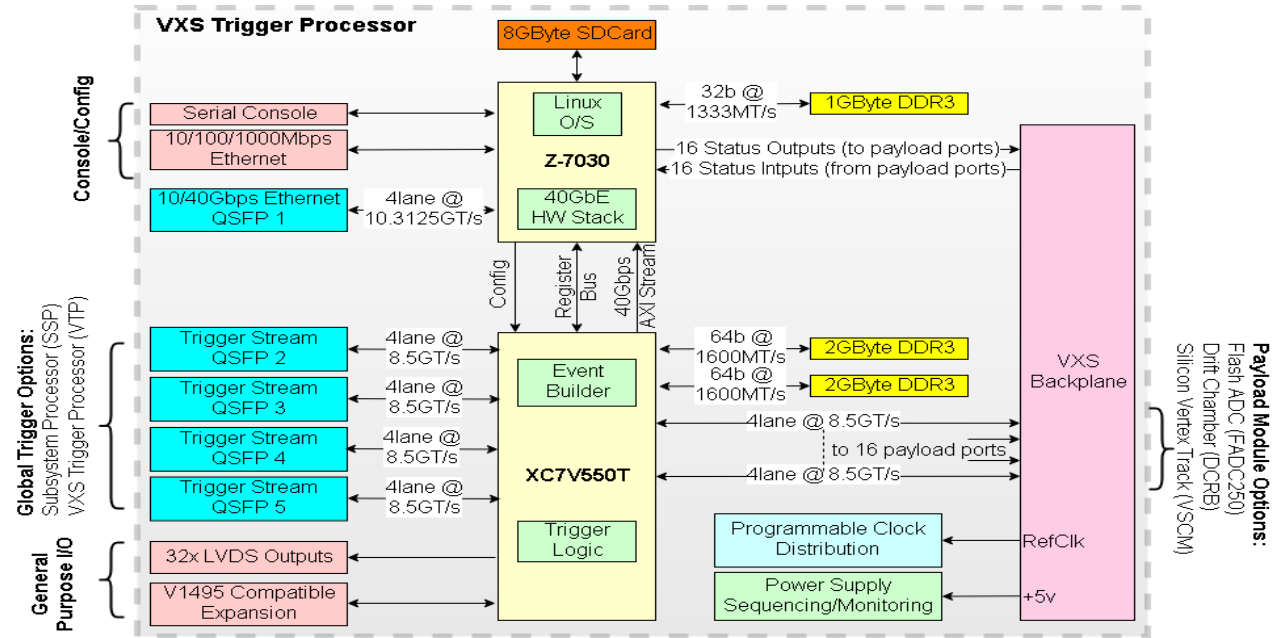 VXS Trigger Processor
8GByte SDCard
Console/Config
Serial Console
10/100/1000Mbps
Ethernet
10/40Gbps Ethernet
QSFP 1
4lane @
10.3125GT/s
Linux
O/S
Z-7030
40GbE
HW Stack
32b @
1333MT/s
1GByte DDR3
16 Status Outputs (to payload ports)
16 Status Intputs (from payload ports)
Config
Register
Bus
40Gbps
AXI Stream
Global Trigger Options:
Subsystem Processor (SSP)
VXS Trigger Processor (VTP)
Trigger Stream
QSFP 2
4lane @
8.5GT/s
Trigger Stream
QSFP 3
4lane @
8.5GT/s
Trigger Stream
QSFP 4
4lane @
8.5GT/s
Trigger Stream
QSFP 5
4lane @
8.5GT/s
Event
Builder
XC7V550T
Trigger
Logic
64b @
1600MT/s
2GByte DDR3
64b @
1600MT/s
2GByte DDR3
4lane @ 8.5GT/s
to 16 payload ports
4lane @ 8.5GT/s
VXS
Backplane
Payload Module Options:
Flash ADC (FADC250)
Drift Chamber (DCRB)
Silicon Vertex Track (VSCM)
General
Purpose I/O
32x LVDS Outputs
V1495 Compatible
Expansion
Programmable Clock
Distribution
RefClk
Power Supply
Sequencing/Monitoring
+5v